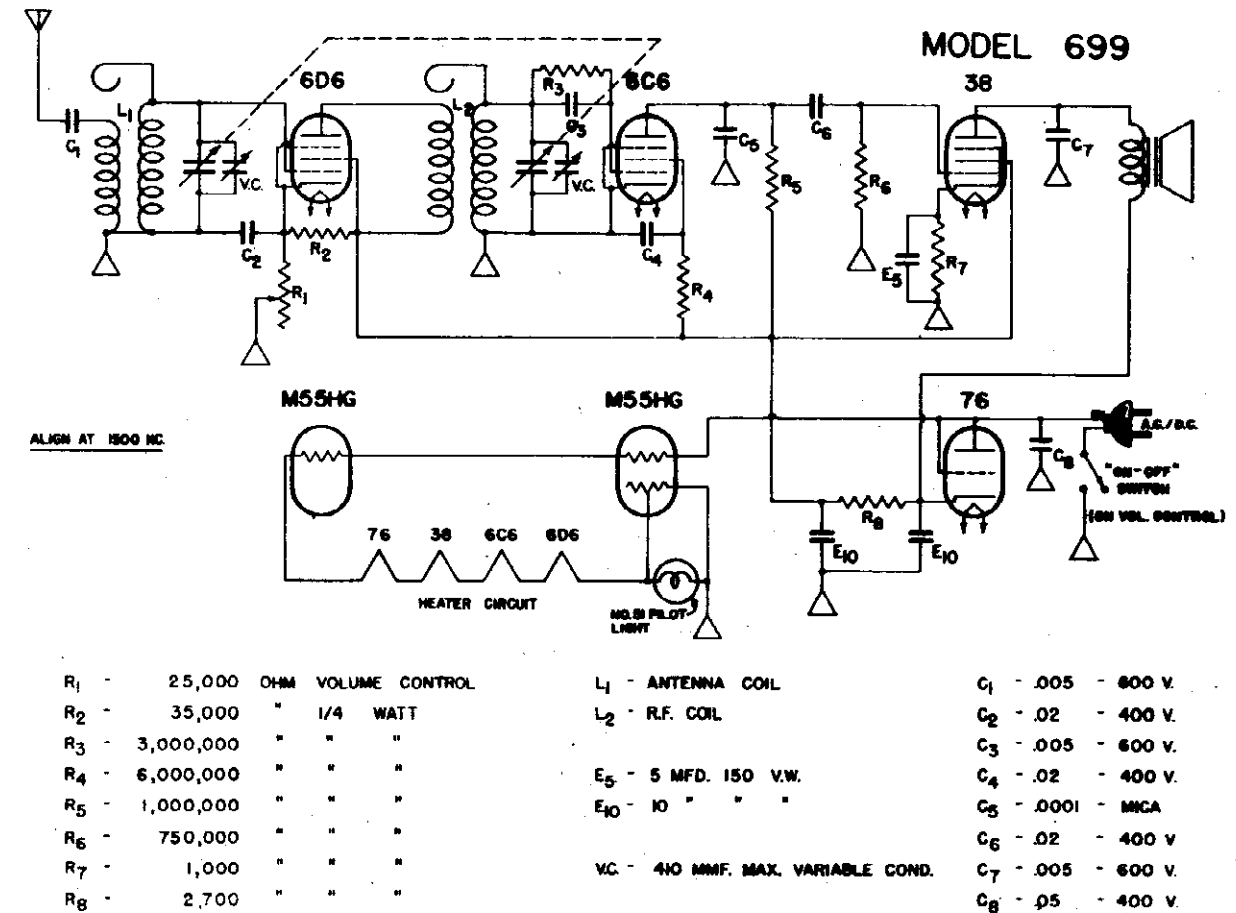 MODEL 699
6D6
6C6
38
L1
L2
R3
C3
C1
V.C.
V.C.
C5
C6
R5
R6
C7
C2
R2
C4
E5
R7
R1
R4
M55HG
M55HG
76
ALIGN AT 1500 KC.
A.C./D.C.
C8
"ON-OFF"
SWITCH
(ON VOL. CONTROL)
R8
E10
E10
76 38 6C6 6D6
HEATER CIRCUIT
NO. 51 PILOT
LIGHT
R1 - 25,000 OHM VOLUME CONTROL
R2 - 35,000 " 1/4 WATT
R3 - 3,000,000 " " "
R4 - 6,000,000 " " "
R5 - 1,000,000 " " "
R6 - 750,000 " " "
R7 - 1,000 " " "
R8 - 2,700 " " "
L1 - ANTENNA COIL
L2 - R.F. COIL
E5 - 5 MFD. 150 V.W.
E10 - 10 " " "
V.C. - 410 MMF. MAX. VARIABLE COND.
C1 - .005 - 600 V.
C2 - .02 - 400 V.
C3 - .005 - 600 V.
C4 - .02 - 400 V.
C5 - .0001 - MICA
C6 - .02 - 400 V
C7 - .005 - 600 V.
C8 - .05 - 400 V.